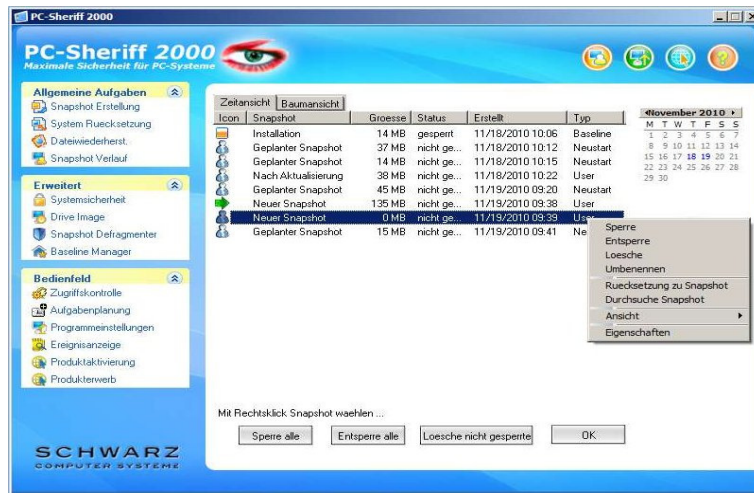 PC-Sheriff 2000
PC-Sheriff 2000
Maximale Sicherheit für PC-Systeme
Allgemeine Aufgaben
Snapshot Erstellung
System Ruecksetzung
Dateiwiederherst.
Snapshot Verlauf
Erweitert
Systemsicherheit
Drive Image
Snapshot Defragmenter
Baseline Manager
Bedienfeld
Zugriffskontrolle
Aufgabenplanung
Programmeinstellungen
Ereignisanzeige
Produktaktivierung
Produkterwerb
SCHWARZ
COMPUTER SYSTEME
Zeitansicht Baumansicht
Icon Snapshot Groesse Status Erstellt Typ
Installation 14 MB gesperrt 11/18/2010 10:06 Baseline
Geplanter Snapshot 37 MB nicht ge... 11/18/2010 10:12 Neustart
Geplanter Snapshot 14 MB nicht ge... 11/18/2010 10:15 Neustart
Nach Aktualisierung 38 MB nicht ge... 11/18/2010 10:22 User
Geplanter Snapshot 45 MB nicht ge... 11/19/2010 09:20 Neustart
Neuer Snapshot 135 MB nicht ge... 11/19/2010 09:38 User
Neuer Snapshot 0 MB nicht ge... 11/19/2010 09:39 User
Geplanter Snapshot 15 MB nicht ge... 11/19/2010 09:41 Ne
November 2010
M T W T F S S
1 2 3 4 5 6 7
8 9 10 11 12 13 14
15 16 17 18 19 20 21
22 23 24 25 26 27 28
29 30
Sperre
Entsperre
Loesche
Umbenennen
Ruecksetzung zu Snapshot
Durchsuche Snapshot
Ansicht
Eigenschaften
Mit Rechtsklick Snapshot waehlen ...
Sperre alle Entsperre alle Loesche nicht gesperrte OK